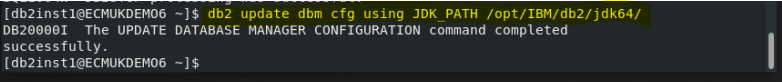 [db2inst1@ECMUKDEMO6 ~]$ db2 update dbm cfg using JDK_PATH /opt/IBM/db2/jdk64/
DB20000I  The UPDATE DATABASE MANAGER CONFIGURATION command completed
successfully.
[db2inst1@ECMUKDEMO6 ~]$